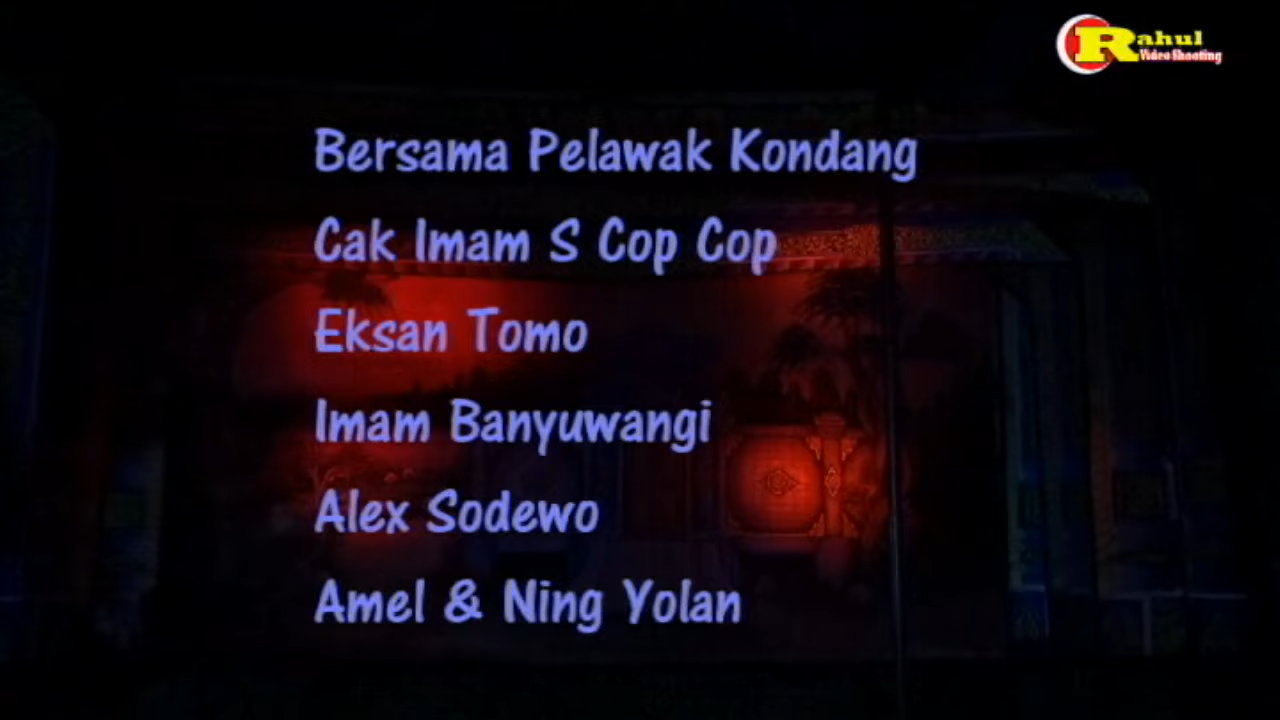 Rahul
Video Shooting
Bersama Pelawak Kondang
Cak Imam S Cop Cop
Eksan Tomo
Imam Banyuwangi
Alex Sodewo
Amel & Ning Yolan